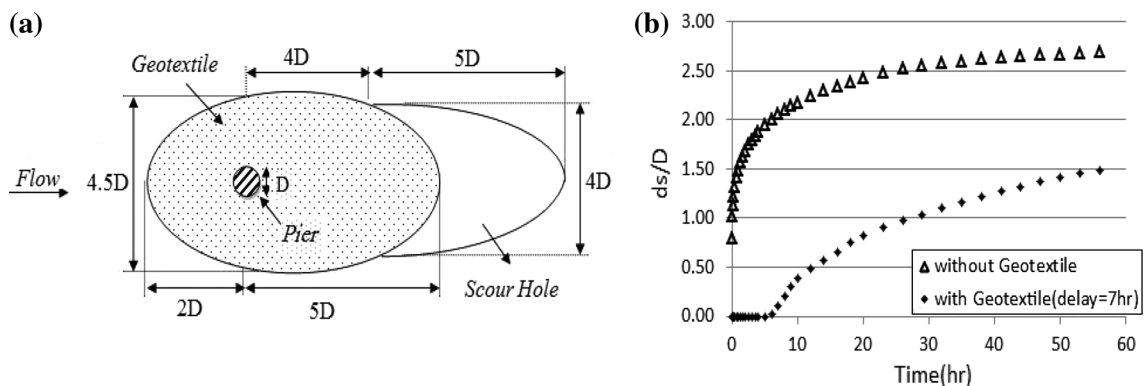 (a)
Geotextile
4D
5D
Flow
4.5D
D
4D
Pier
Scour Hole
2D
5D
(b)
3.00
2.50
2.00
1.50
1.00
0.50
0.00
ds/D
without Geotextile
with Geotextile(delay=7hr)
0 10 20 30 40 50 60
Time(hr)